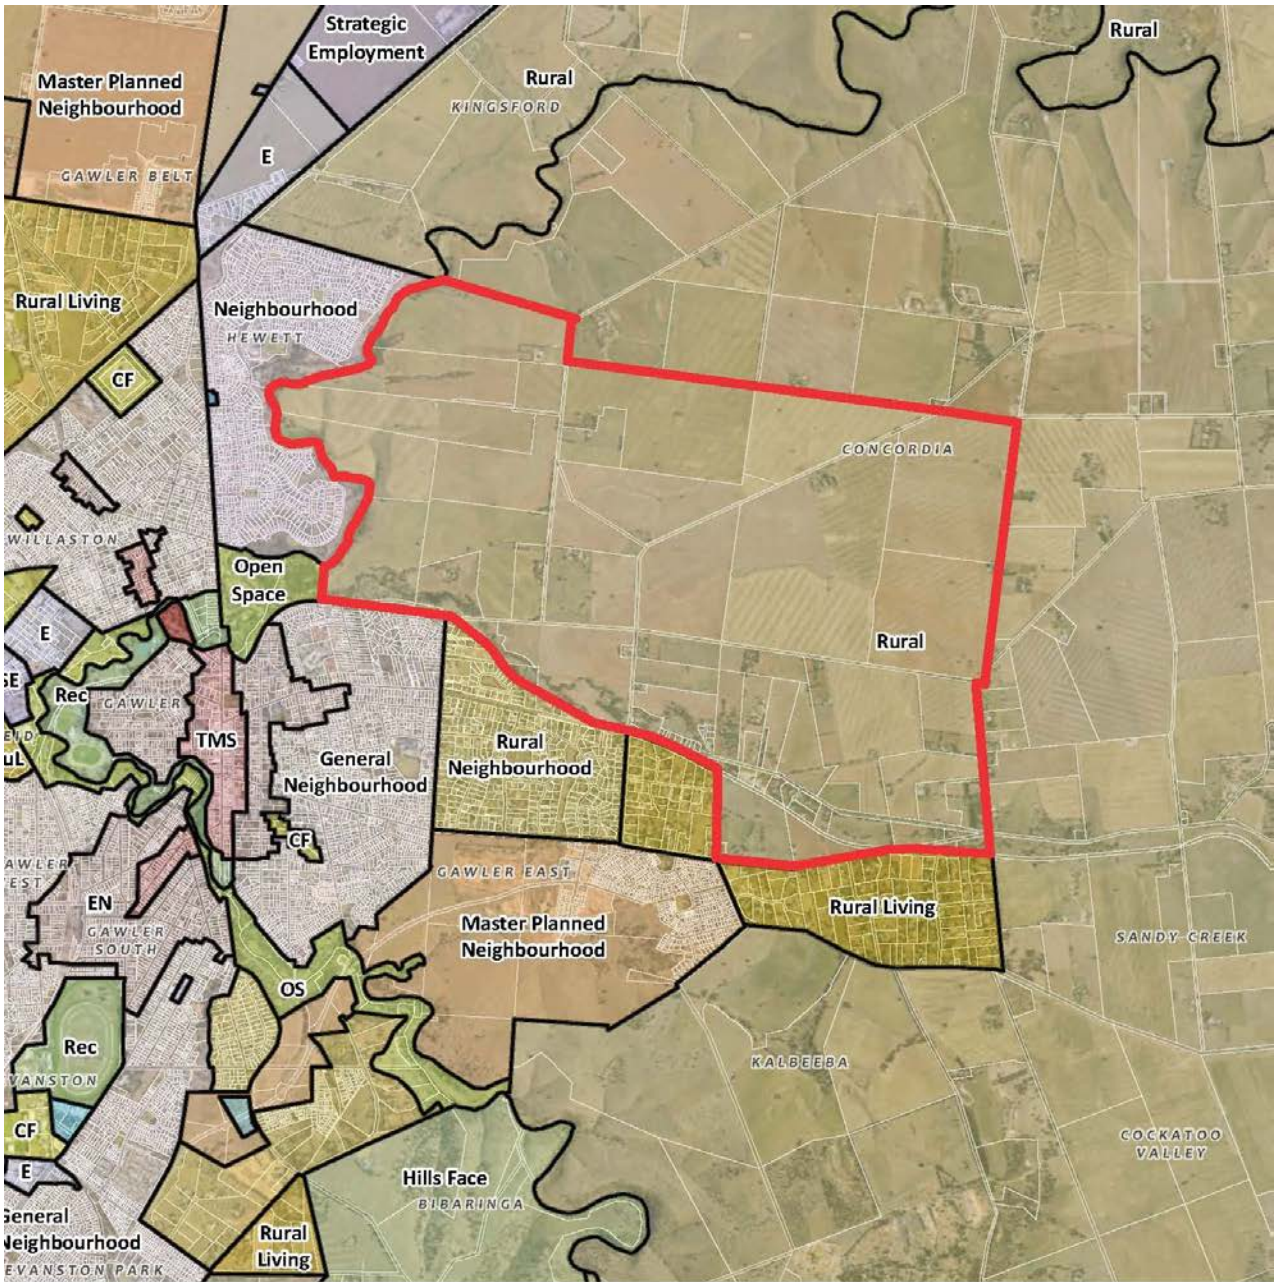 Strategic
Employment
Rural
Master Planned
Neighbourhood
Rural
KINGSFORD
E
GAWLER BELT
Rural Living
Neighbourhood
HEWETT
CF
CONCORDIA
WILLASTON
Open
Space
E
Rural
SE
Rec
GAWLER
TMS
General
Neighbourhood
Rural
Neighbourhood
CF
GAWLER EAST
EN
GAWLER
SOUTH
Master Planned
Neighbourhood
Rural Living
SANDY CREEK
OS
Rec
KALBEEBA
VANSTON
CF
COCKATOO
VALLEY
E
Hills Face
BIBARINGA
General
Neighbourhood
Rural
Living
EVANSTON PARK